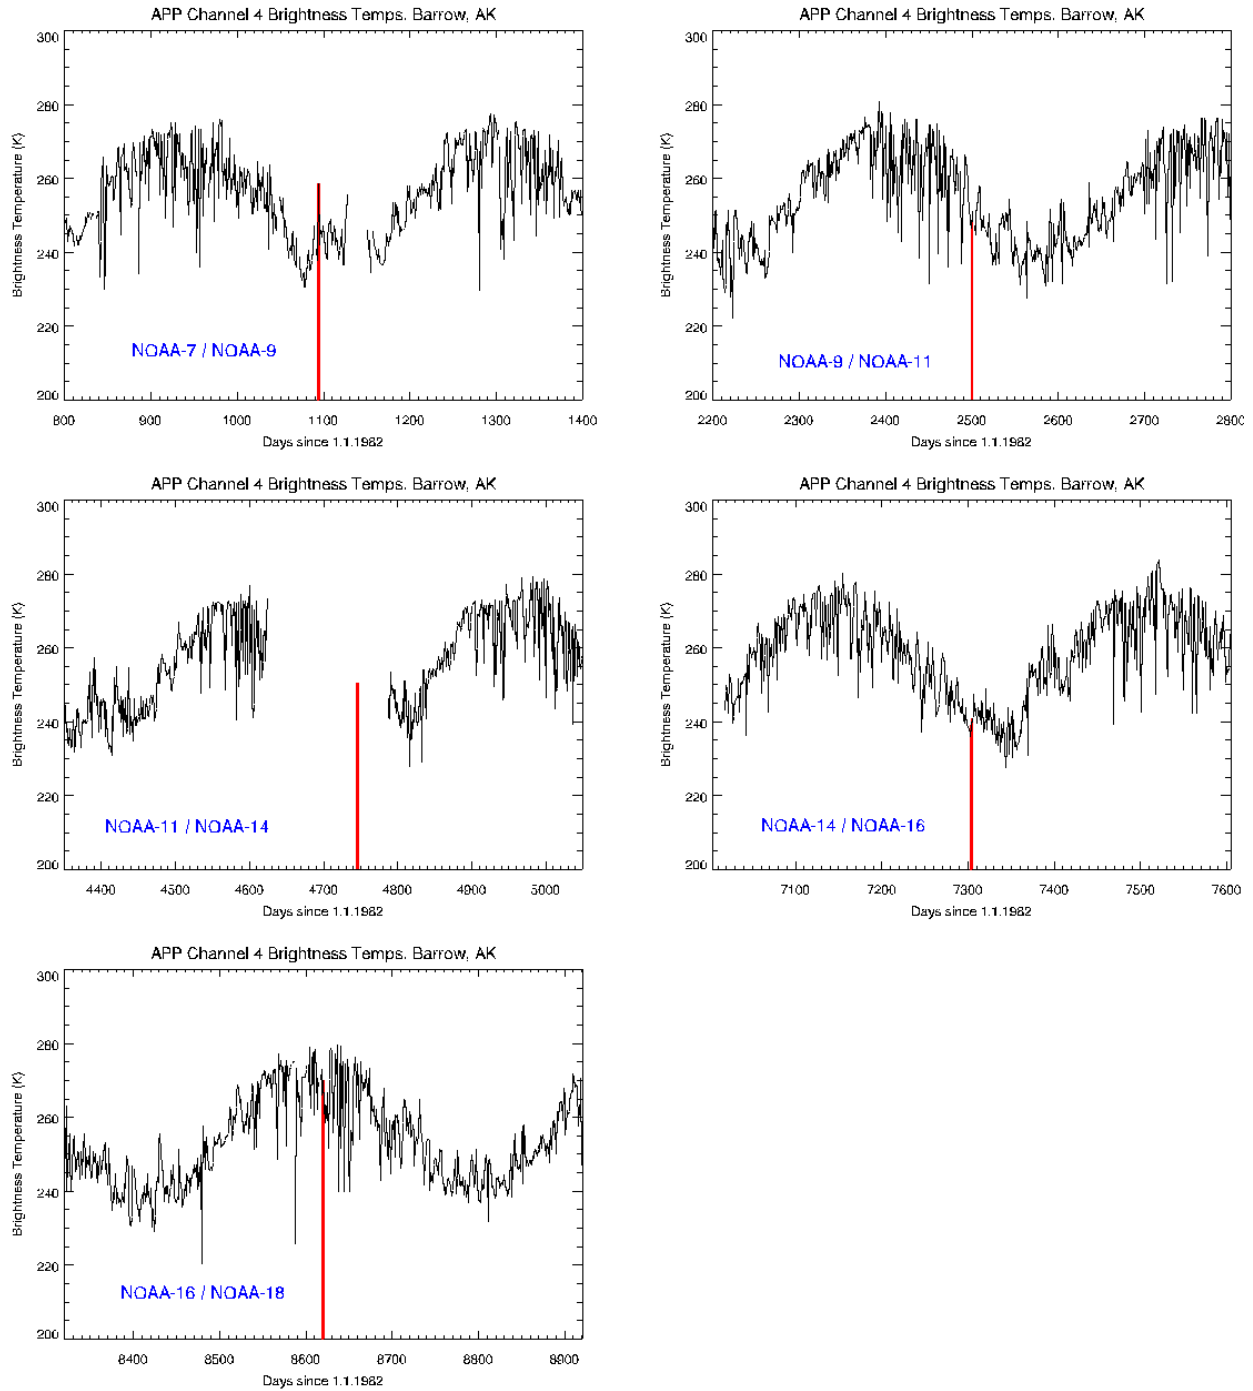 APP Channel 4 Brightness Temps. Barrow, AK
Brightness Temperature (K)
300
280
260
240
220
200
NOAA-7 / NOAA-9
800 900 1000 1100 1200 1300 1400
Days since 1.1.1982
APP Channel 4 Brightness Temps. Barrow, AK
Brightness Temperature (K)
300
280
260
240
220
200
NOAA-9 / NOAA-11
2200 2300 2400 2500 2600 2700 2800
Days since 1.1.1982
APP Channel 4 Brightness Temps. Barrow, AK
Brightness Temperature (K)
300
280
260
240
220
200
NOAA-11 / NOAA-14
4400 4500 4600 4700 4800 4900 5000
Days since 1.1.1982
APP Channel 4 Brightness Temps. Barrow, AK
Brightness Temperature (K)
300
280
260
240
220
200
NOAA-14 / NOAA-16
7100 7200 7300 7400 7500 7600
Days since 1.1.1982
APP Channel 4 Brightness Temps. Barrow, AK
Brightness Temperature (K)
300
280
260
240
220
200
NOAA-16 / NOAA-18
8400 8500 8600 8700 8800 8900
Days since 1.1.1982